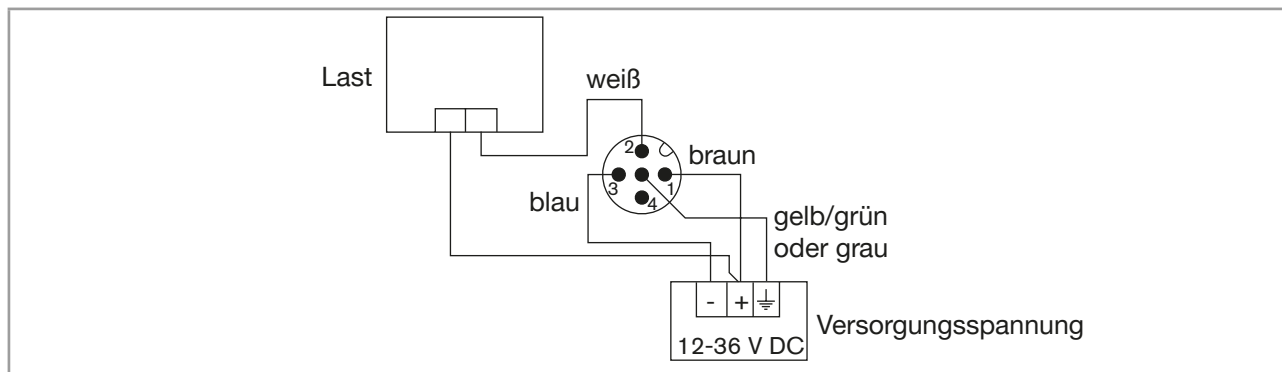 Last
weiß
2
braun
3
1
blau
4
gelb/grün
oder grau
- +
Versorgungsspannung
12-36 V DC